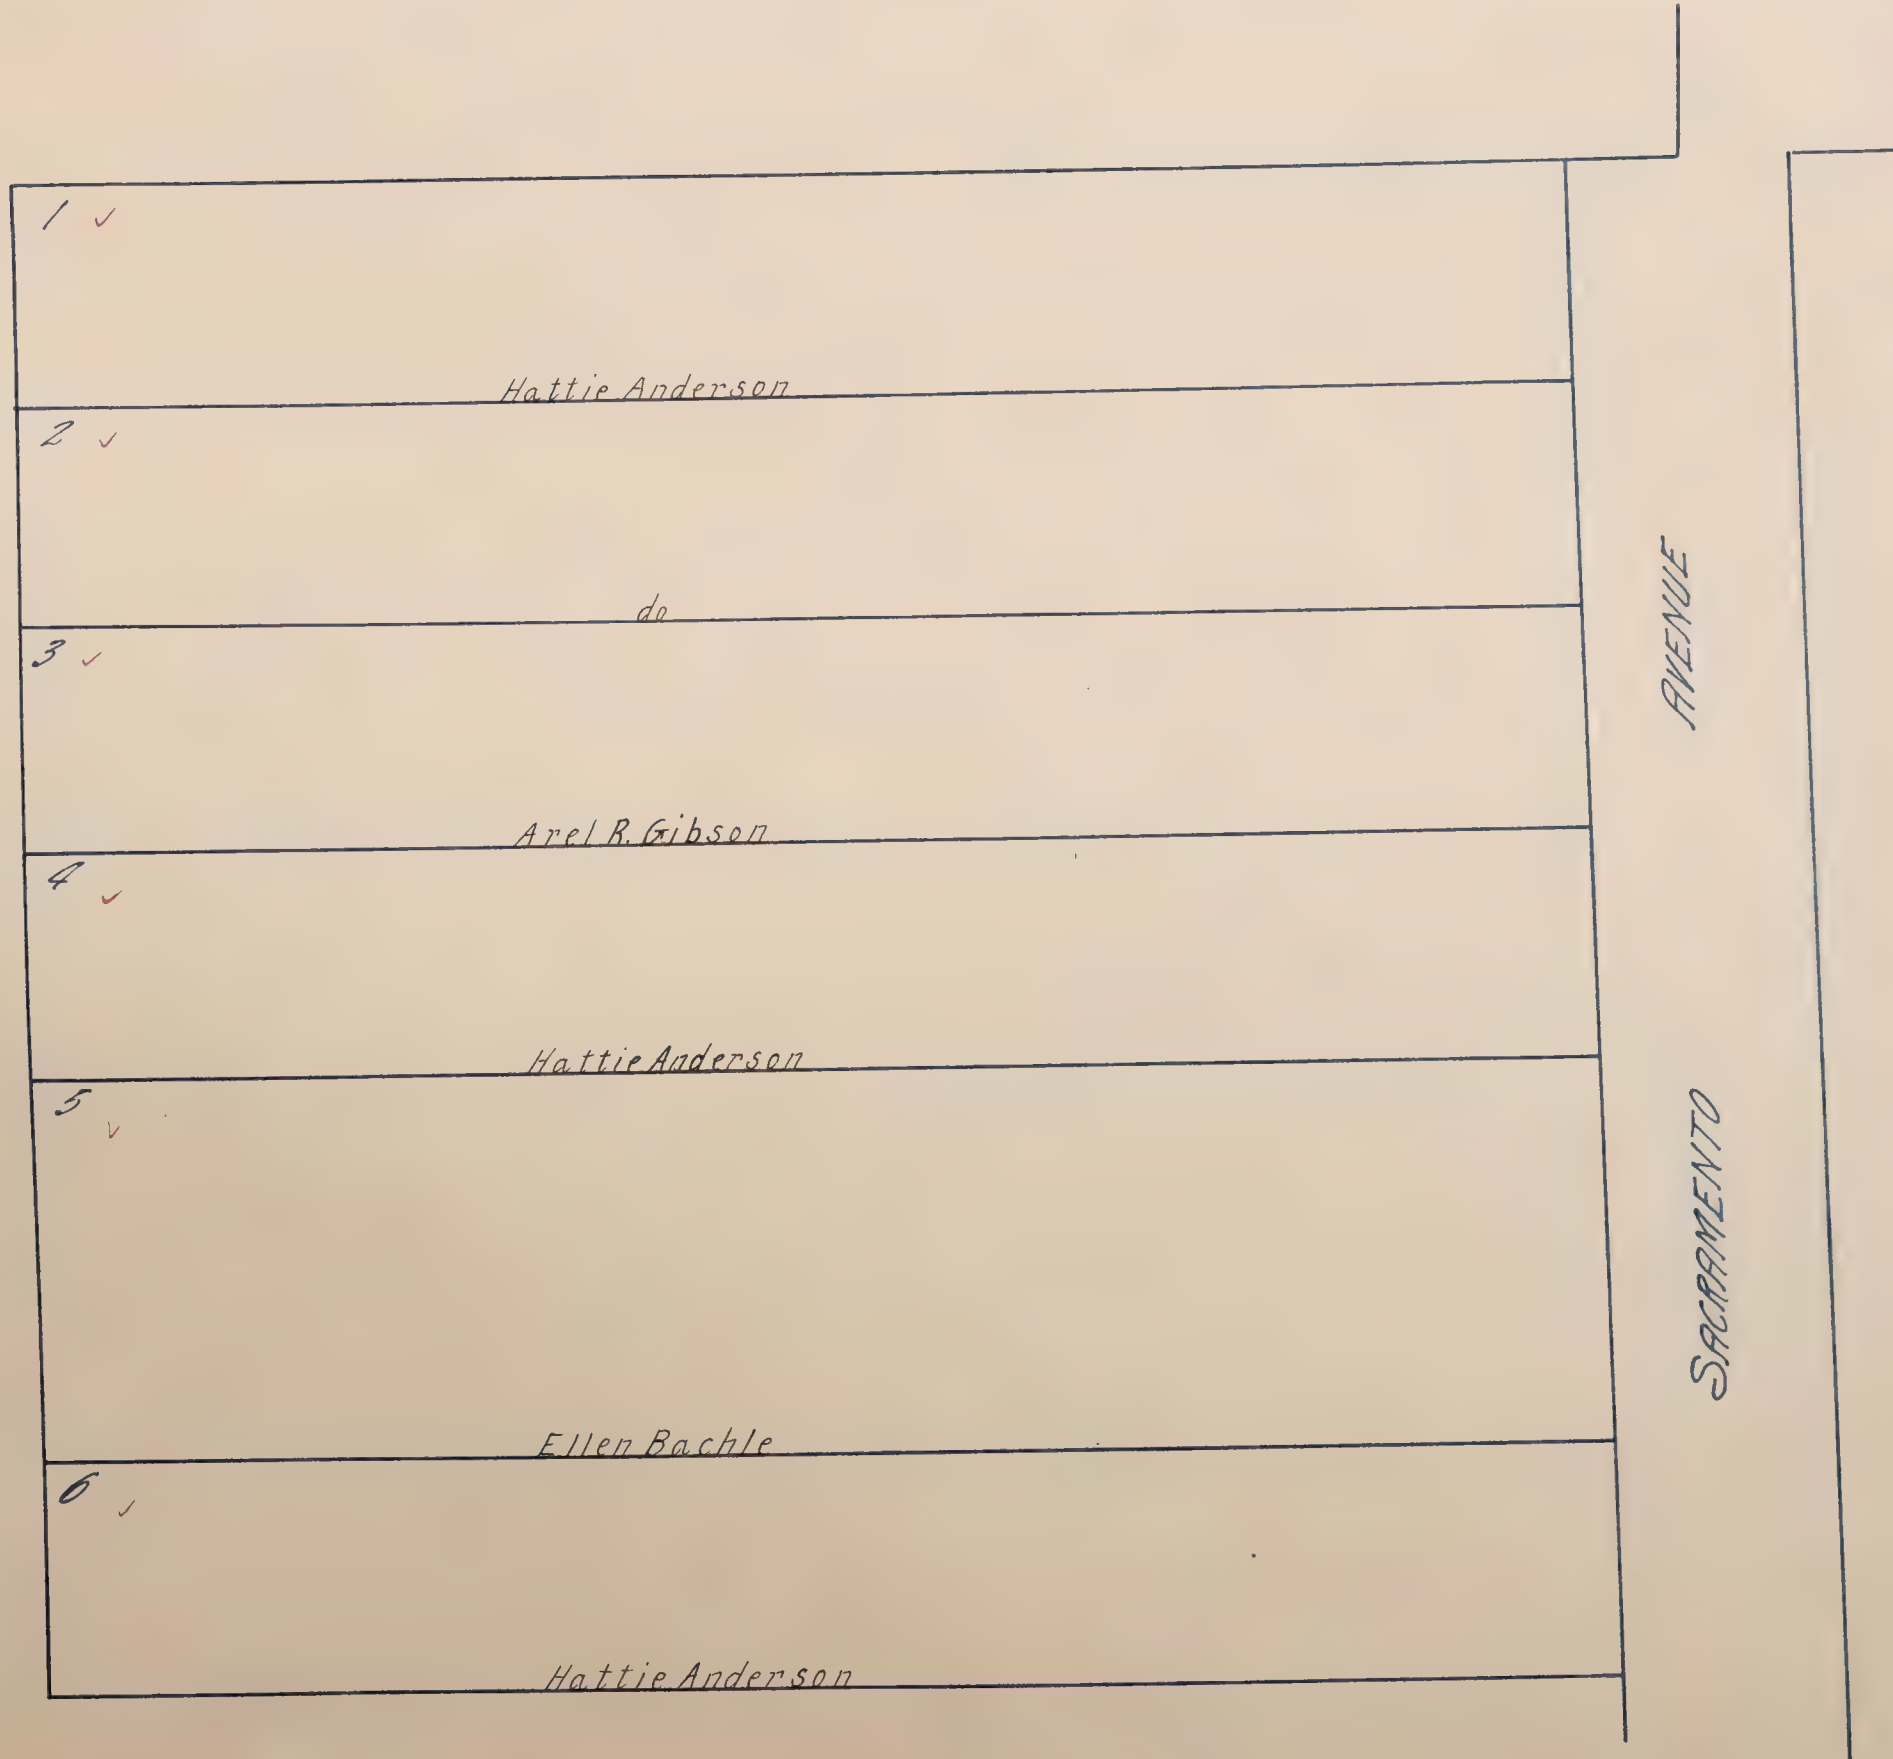 1 ✓
Hattie Anderson
2 ✓
do
3 ✓
Arel R. Gibson
4 ✓
Hattie Anderson
5 ✓
Ellen Bachle
6 ✓
Hattie Anderson
SACRAMENTO AVENUE